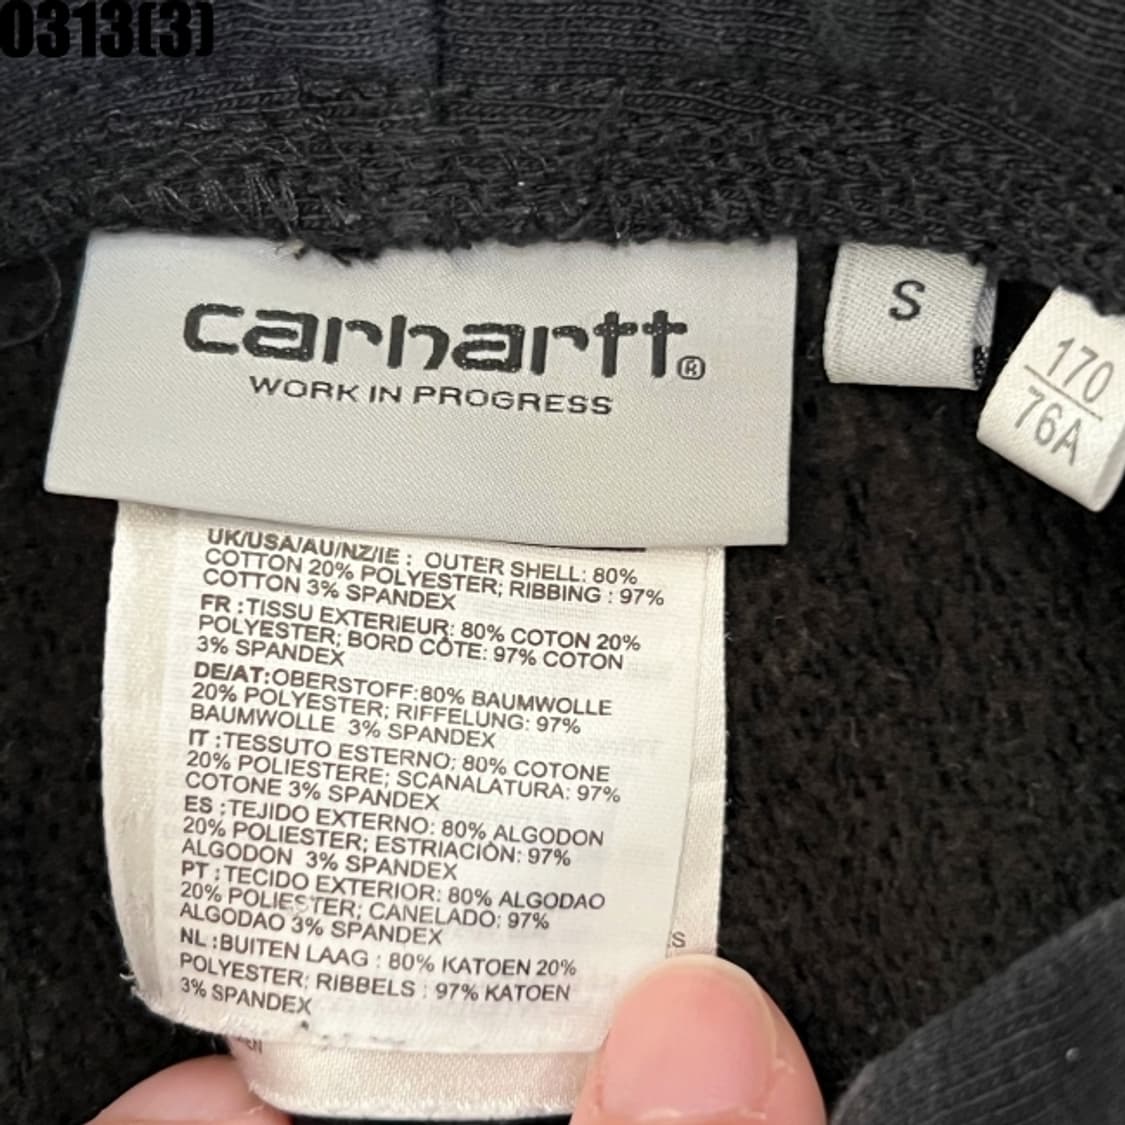 0313(3)
carhartt®
WORK IN PROGRESS
S
170
76A
UK/USA/AU/NZ/IE : OUTER SHELL: 80%
COTTON 20% POLYESTER; RIBBING : 97%
COTTON 3% SPANDEX
FR :TISSU EXTERIEUR: 80% COTON 20%
POLYESTER; BORD CÔTE: 97% COTON
3% SPANDEX
DE/AT:OBERSTOFF:80% BAUMWOLLE
20% POLYESTER; RIFFELUNG: 97%
BAUMWOLLE 3% SPANDEX
IT :TESSUTO ESTERNO: 80% COTONE
20% POLIESTERE; SCANALATURA: 97%
COTONE 3% SPANDEX
ES :TEJIDO EXTERNO: 80% ALGODON
20% POLIESTER; ESTRIACIÓN: 97%
ALGODON 3% SPANDEX
PT :TECIDO EXTERIOR: 80% ALGODAO
20% POLIESTER; CANELADO: 97%
ALGODAO 3% SPANDEX
NL :BUITEN LAAG : 80% KATOEN 20%
POLYESTER; RIBBELS : 97% KATOEN
3% SPANDEX